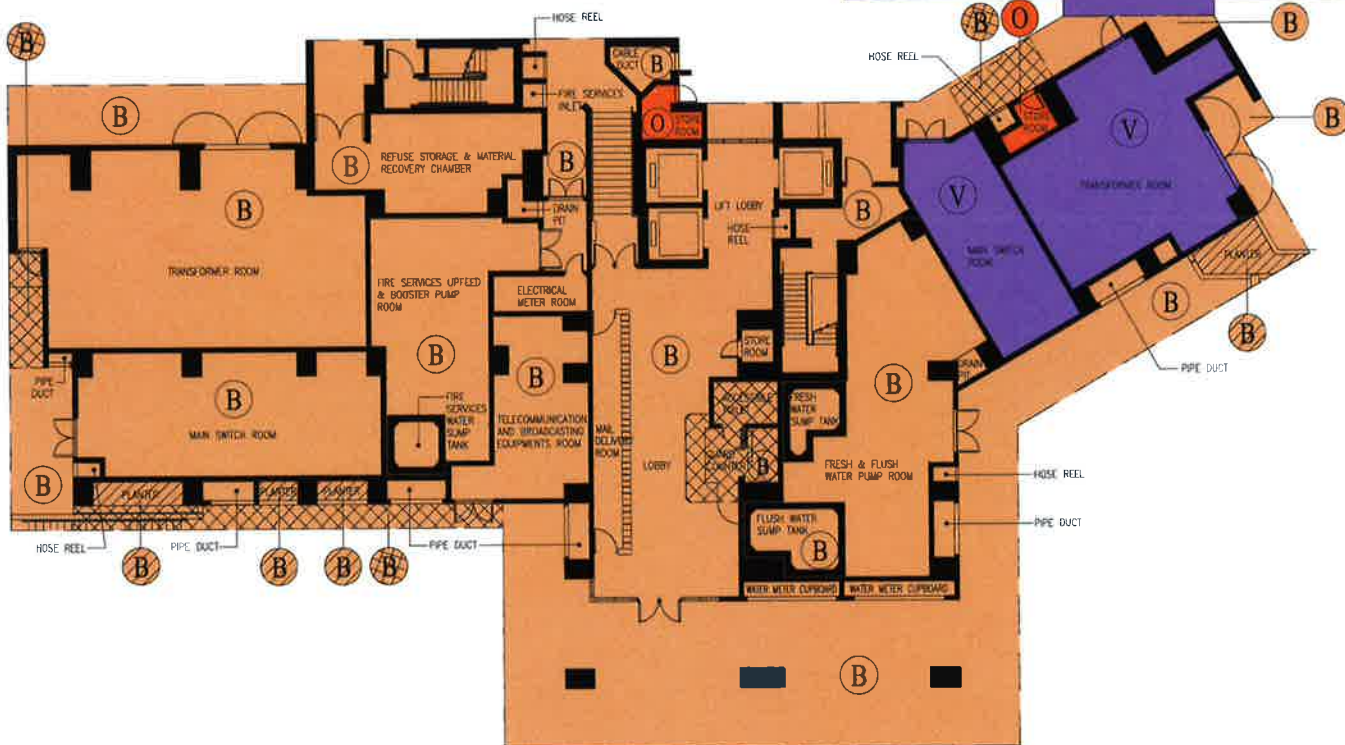 HOSE REEL
B
O
B
HOSE REEL
B
CABLE DUCT
B
FIRE SERVICES INLET
O
STORE ROOM
STORE ROOM
B
B
V
B
REFUSE STORAGE & MATERIAL
RECOVERY CHAMBER
B
TRANSFORMER ROOM
B
DRAIN PIT
LIFT LOBBY
HOSE REEL
B
V
MAIN SWITCH ROOM
PLANTER
B
TRANSFORMER ROOM
FIRE SERVICES UPFEED
& BOOSTER PUMP
ROOM
ELECTRICAL
METER ROOM
B
B
B
STORE ROOM
B
PIPE DUCT
PIPE DUCT
B
MAIN SWITCH ROOM
FIRE
SERVICES
WATER
SUMP
TANK
B
TELECOMMUNICATION
AND BROADCASTING
EQUIPMENTS ROOM
MAIL
DELIVERY
ROOM
LOBBY
ACCESSIBLE
TOILET
GUARD
COUNTER
B
FRESH
WATER
SUMP TANK
B
DRAIN
PIT
FRESH & FLUSH
WATER PUMP ROOM
HOSE REEL
B
PLANTER
PLANTER
PLANTER
FLUSH WATER
SUMP TANK
B
PIPE DUCT
HOSE REEL
B
PIPE DUCT
B
B
B
PIPE DUCT
WATER METER CUPBOARD
WATER METER CUPBOARD
B